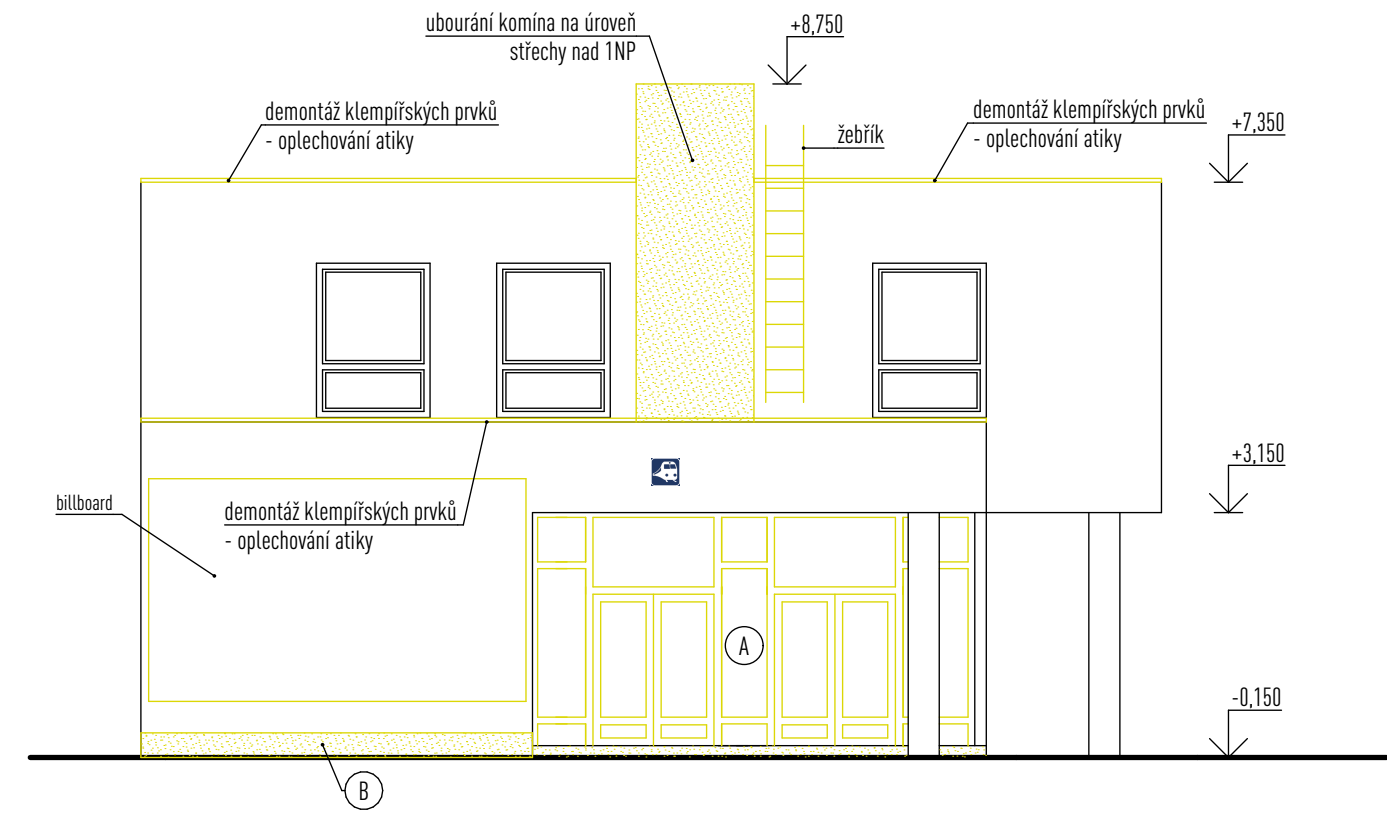 ubourání komína na úroveň
střechy nad 1NP
+8,750
demontáž klempířských prvků
- oplechování atiky
žebřík
demontáž klempířských prvků
- oplechování atiky
+7,350
+3,150
billboard
demontáž klempířských prvků
- oplechování atiky
A
-0,150
B